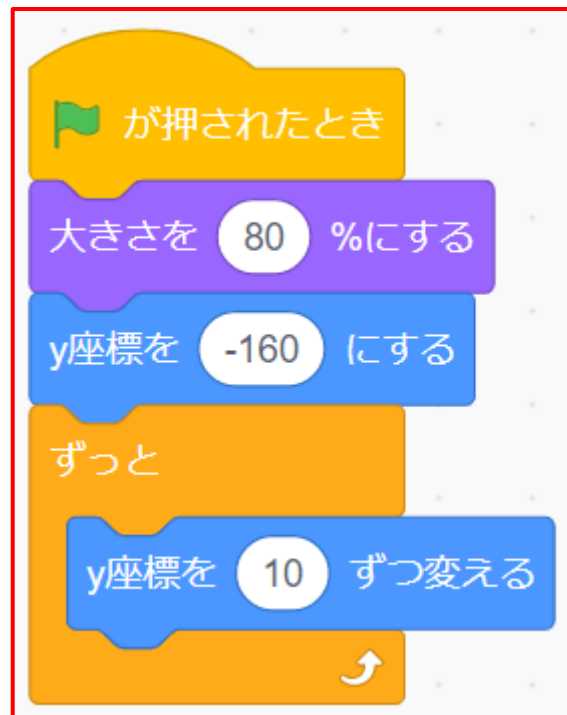 が押されたとき
大きさを 80 %にする
y座標を -160 にする
ずっと
y座標を 10 ずつ変える